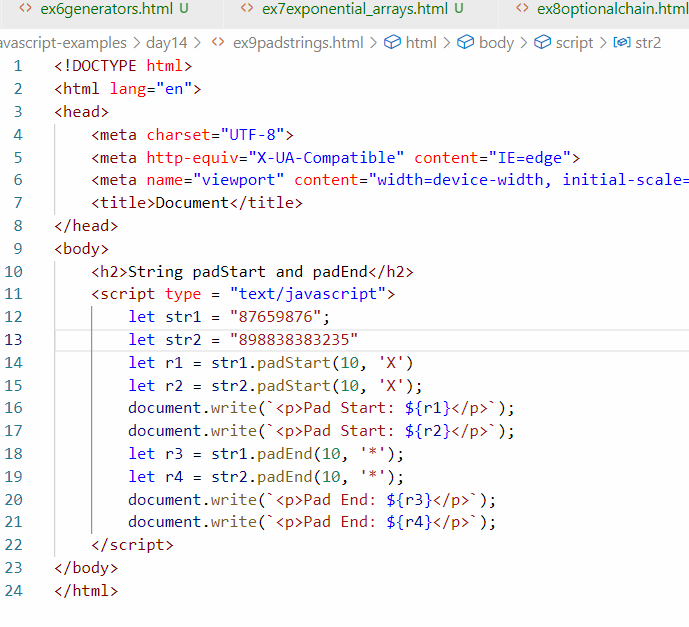 ex6generators.html U
ex7exponential_arrays.html U
ex8optionalchain.html
avascript-examples > day14 > ex9padstrings.html > html > body > script > str2
1 <!DOCTYPE html>
2 <html lang="en">
3 <head>
4 <meta charset="UTF-8">
5 <meta http-equiv="X-UA-Compatible" content="IE=edge">
6 <meta name="viewport" content="width=device-width, initial-scale=
7 <title>Document</title>
8 </head>
9 <body>
10 <h2>String padStart and padEnd</h2>
11 <script type = "text/javascript">
12 let str1 = "87659876";
13 let str2 = "898838383235"
14 let r1 = str1.padStart(10, 'X')
15 let r2 = str2.padStart(10, 'X');
16 document.write(`<p>Pad Start: ${r1}</p>`);
17 document.write(`<p>Pad Start: ${r2}</p>`);
18 let r3 = str1.padEnd(10, '*');
19 let r4 = str2.padEnd(10, '*');
20 document.write(`<p>Pad End: ${r3}</p>`);
21 document.write(`<p>Pad End: ${r4}</p>`);
22 </script>
23 </body>
24 </html>